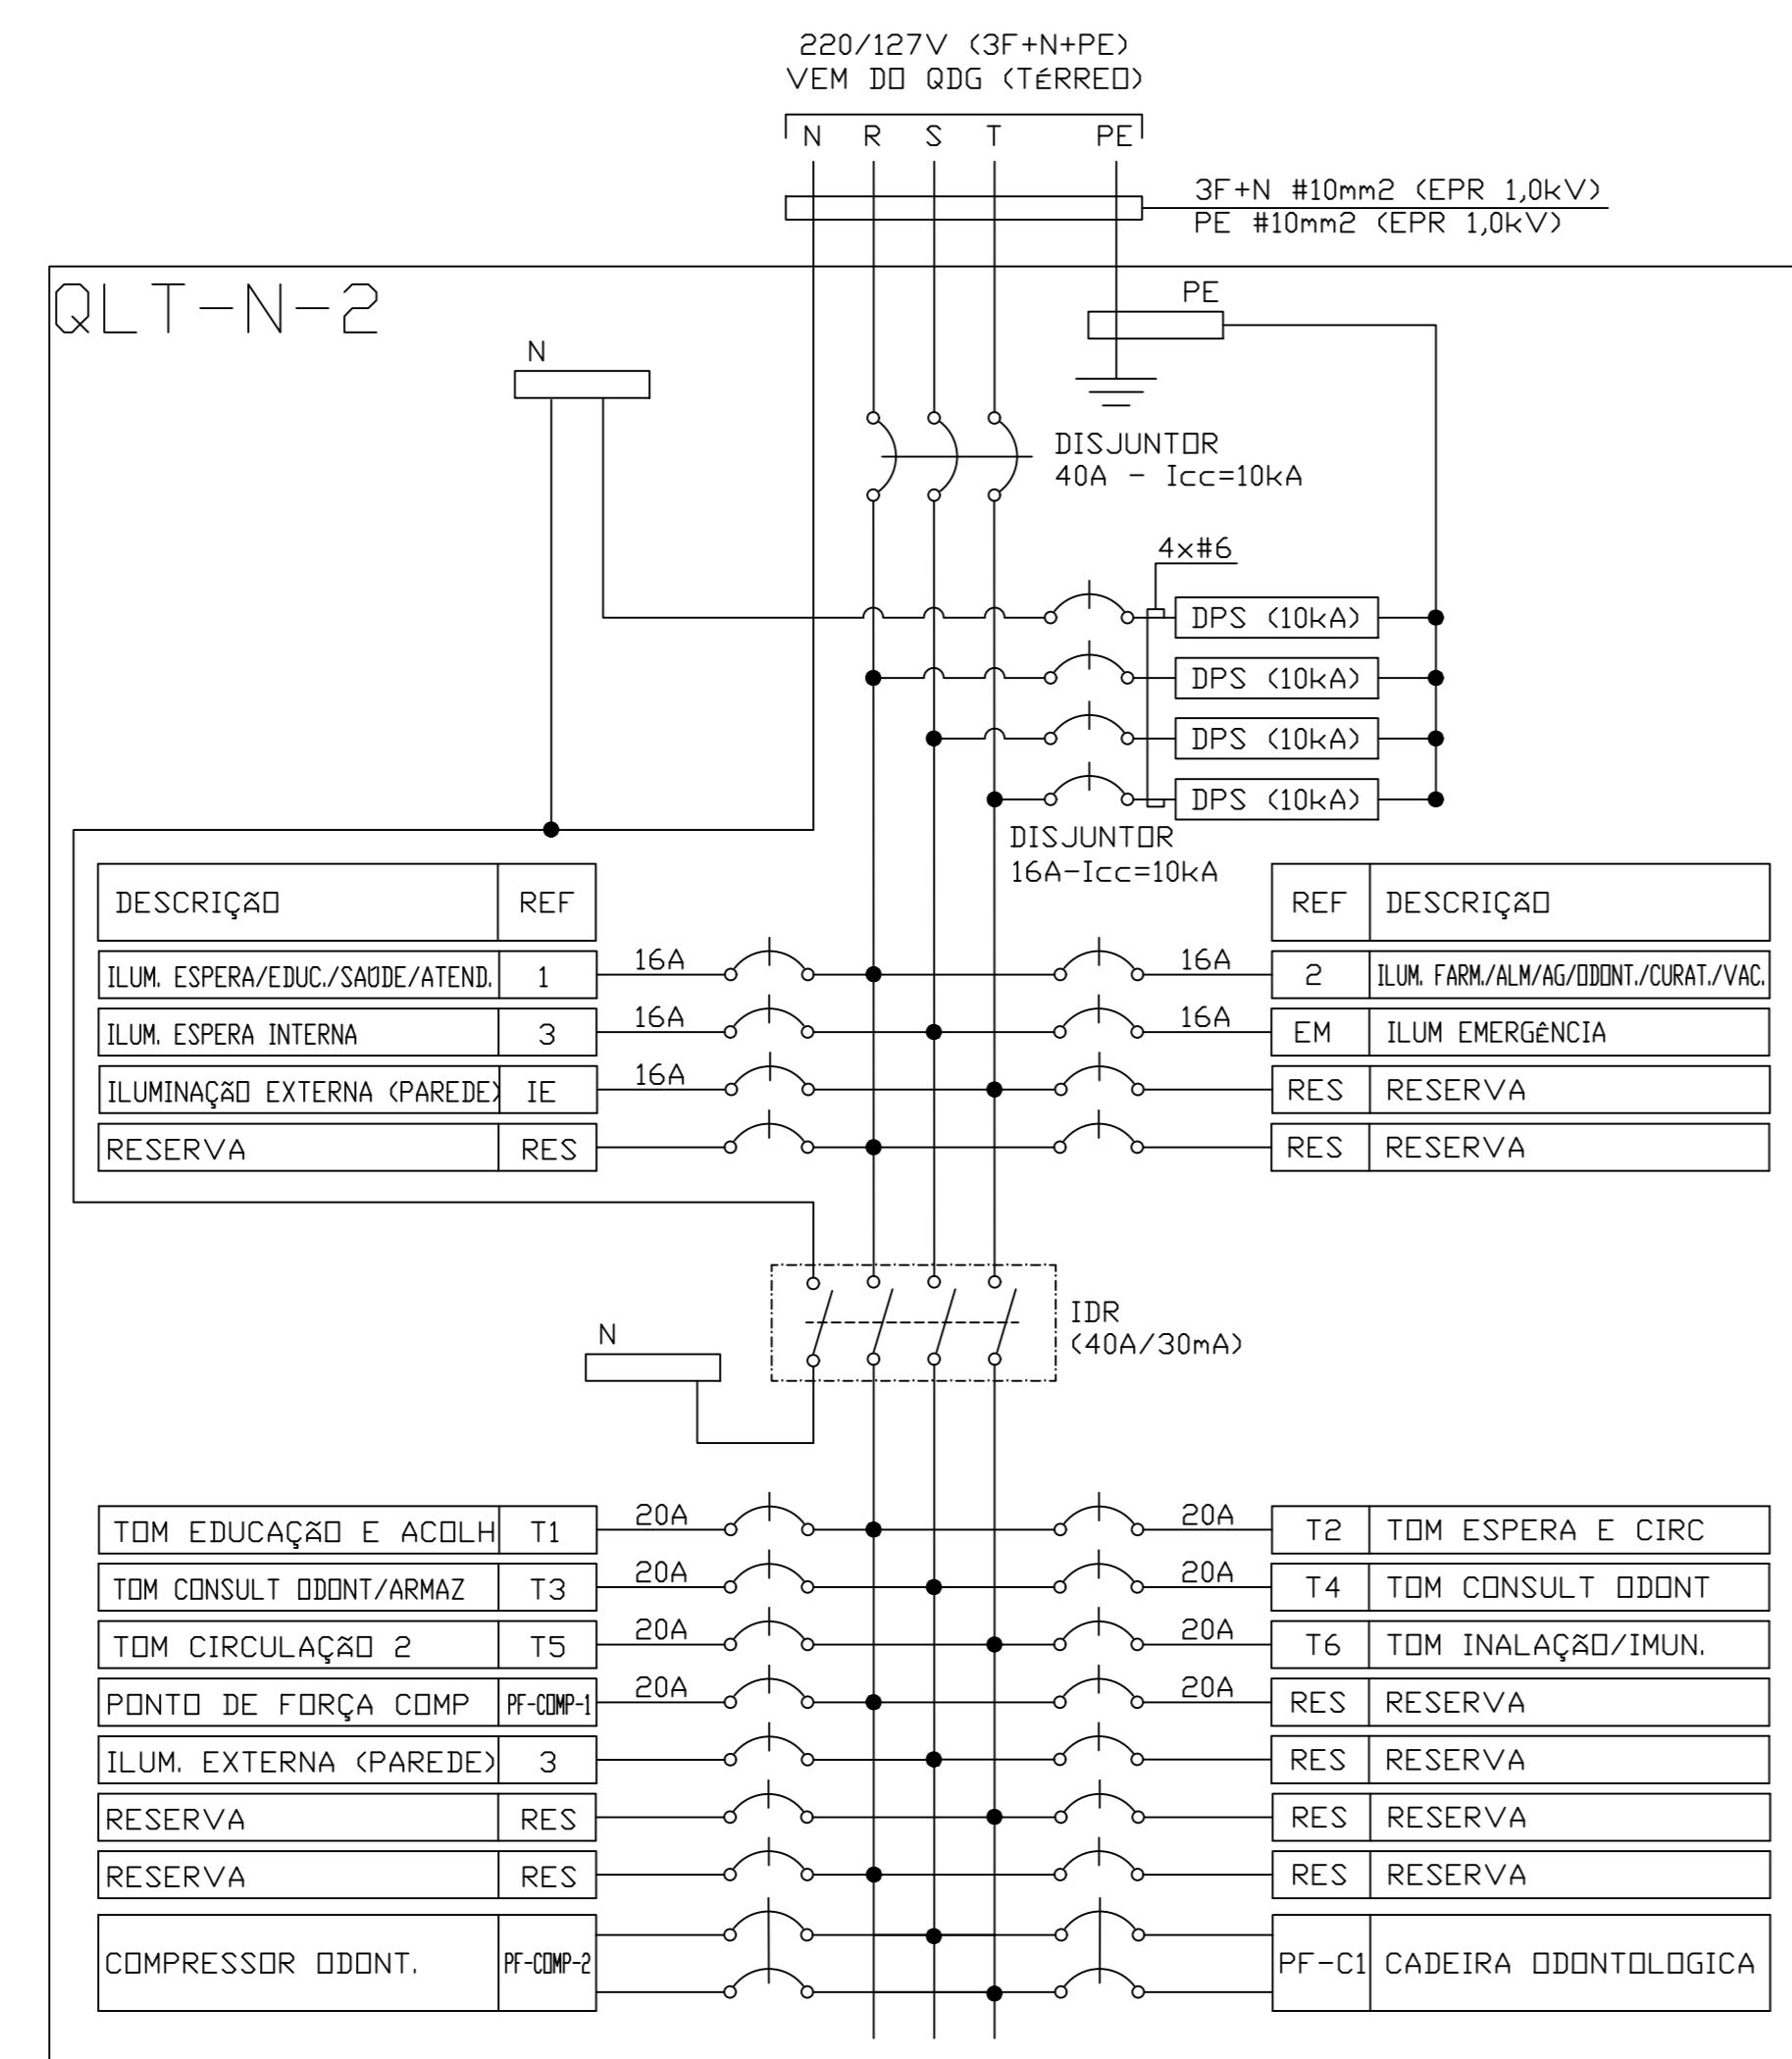 220/127V (3F+N+PE)
VEM DO QDG (TéRREO)
N R S T PE
3F+N #10mm2 (EPR 1,0kV)
PE #10mm2 (EPR 1,0kV)
QLT-N-2
PE
N
DISJUNTOR
40A - Icc=10kA
4x#6
DPS (10kA)
DPS (10kA)
DPS (10kA)
DPS (10kA)
DISJUNTOR
16A-Icc=10kA
DESCRIÇãO REF REF DESCRIÇãO
ILUM. ESPERA/EDUC./SAÚDE/ATEND. 1 16A 16A 2 ILUM. FARM./ALM/AG/ODONT./CURAT./VAC.
ILUM. ESPERA INTERNA 3 16A 16A EM ILUM EMERGêNCIA
ILUMINAÇãO EXTERNA (PAREDE) IE 16A RES RESERVA
RESERVA RES RES RESERVA
IDR
(40A/30mA)
N
TOM EDUCAÇãO E ACOLH T1 20A 20A T2 TOM ESPERA E CIRC
TOM CONSULT ODONT/ARMAZ T3 20A 20A T4 TOM CONSULT ODONT
TOM CIRCULAÇãO 2 T5 20A 20A T6 TOM INALAÇãO/IMUN.
PONTO DE FORÇA COMP PF-COMP-1 20A 20A RES RESERVA
ILUM. EXTERNA (PAREDE) 3 RES RESERVA
RESERVA RES RES RESERVA
RESERVA RES RES RESERVA
COMPRESSOR ODONT. PF-COMP-2 PF-C1 CADEIRA ODONTOLOGICA